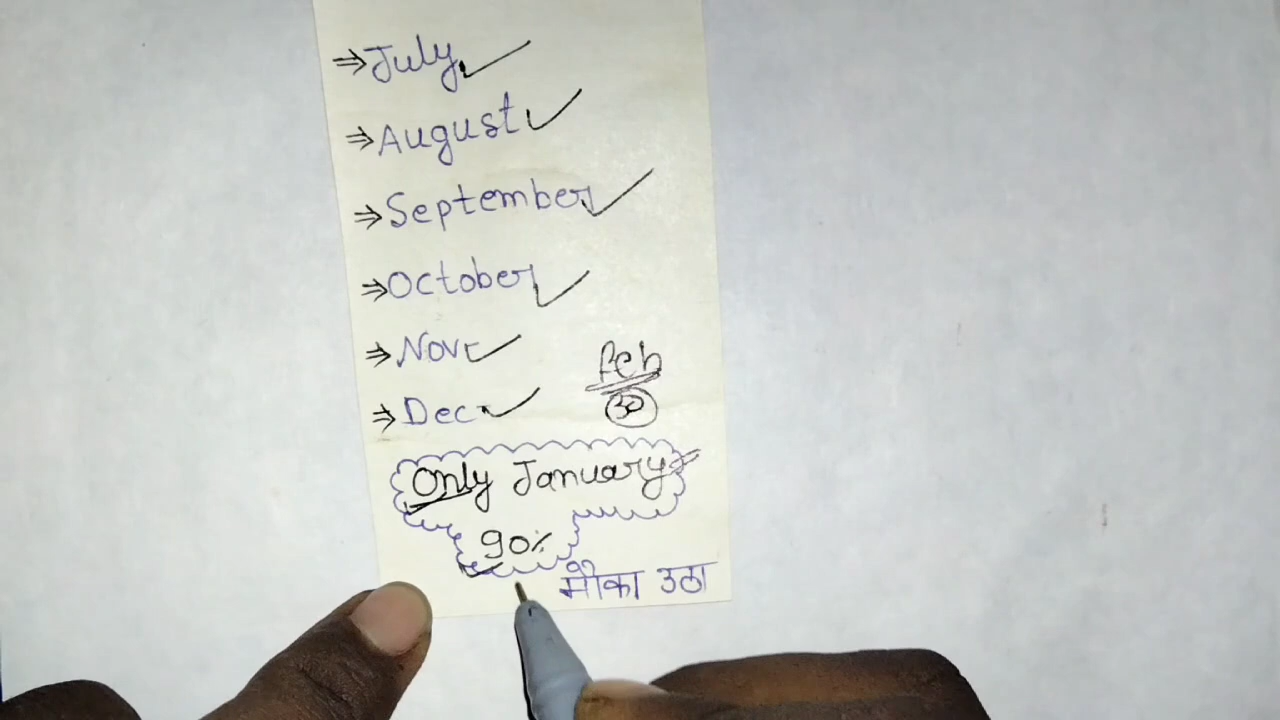 ⇒ July ✓
⇒ August ✓
⇒ September ✓
⇒ October ✓
⇒ Nov ✓
⇒ Dec ✓
feb
30
Only January
90%
मौका उठा